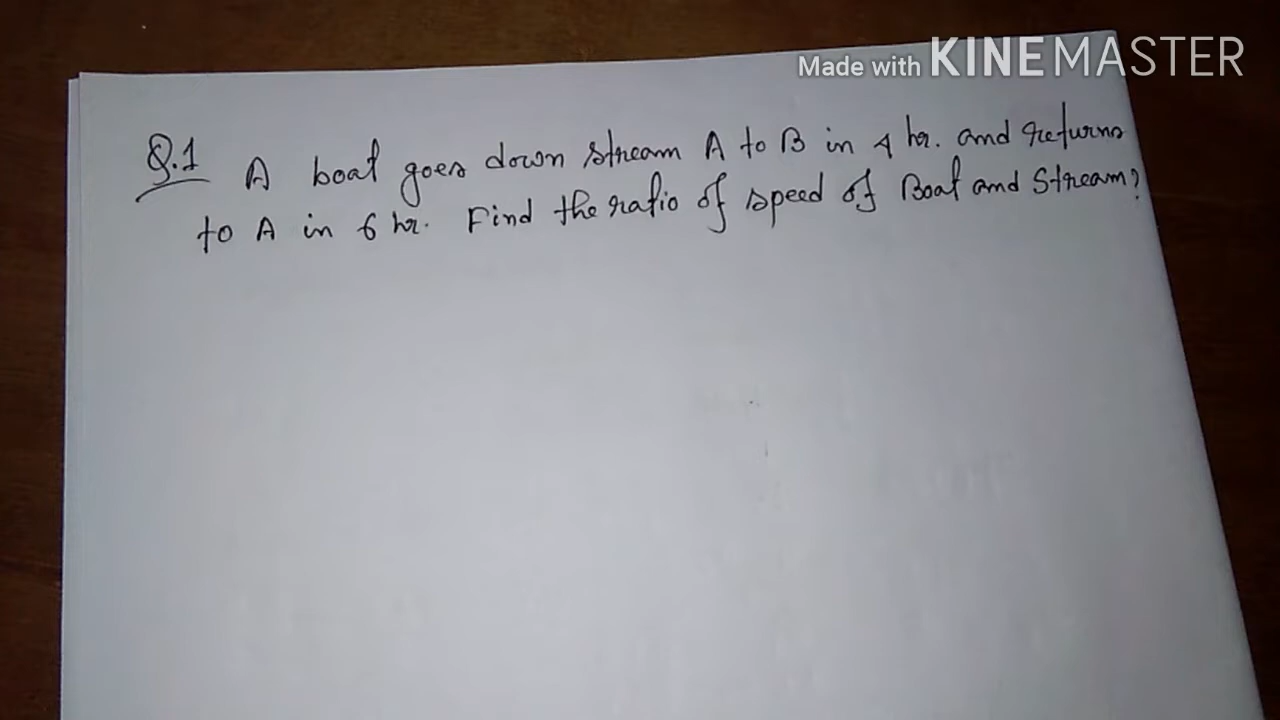 Made with KINEMASTER
Q.1 A boat goes down stream A to B in 4 hr. and returns
to A in 6 hr. Find the ratio of speed of Boat and Stream?